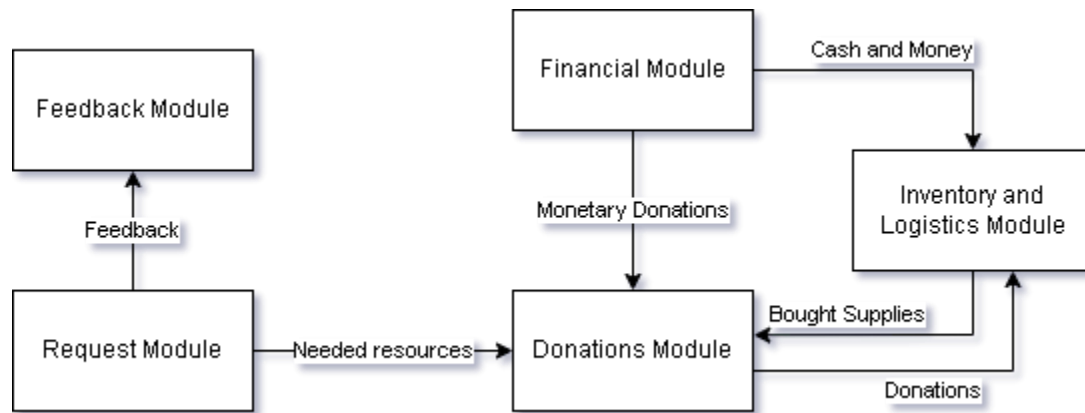 Cash and Money
Financial Module
Feedback Module
Inventory and
Logistics Module
Monetary Donations
Feedback
Bought Supplies
Request Module
Needed resources
Donations Module
Donations